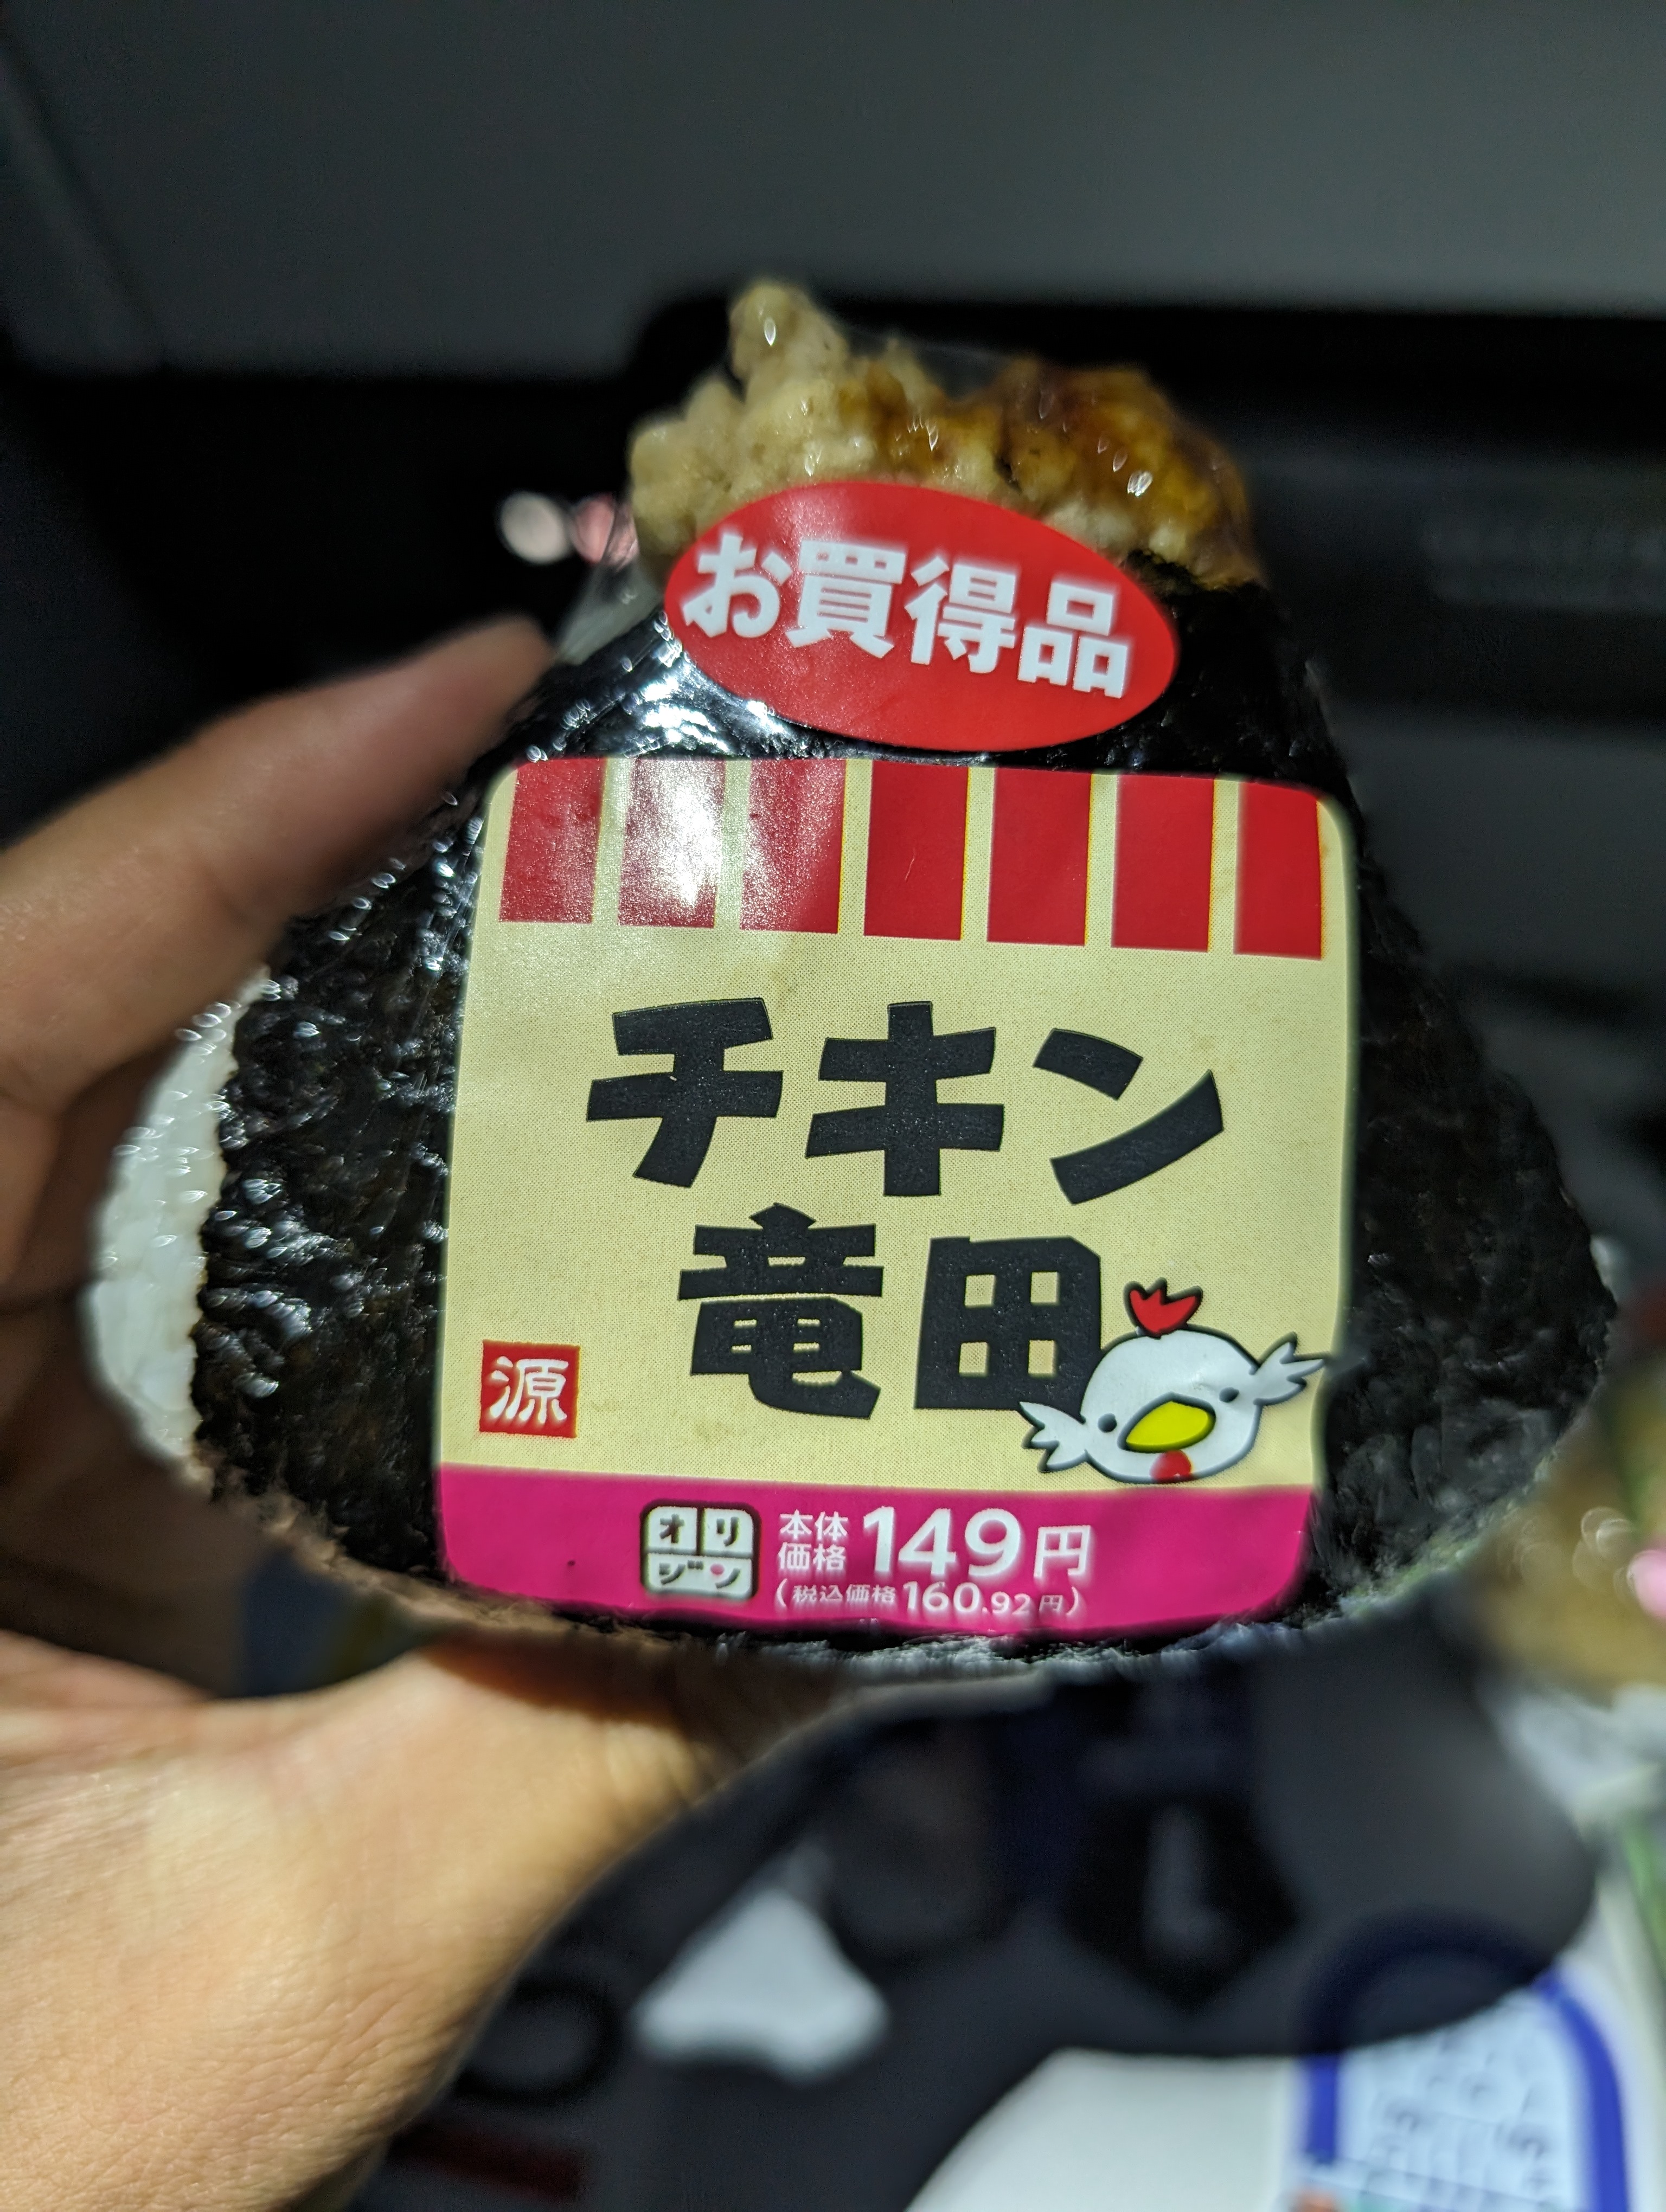 お買得品
チキン
竜田
源
オリ
ジン
本体
価格 149円
(税込価格160.92円)